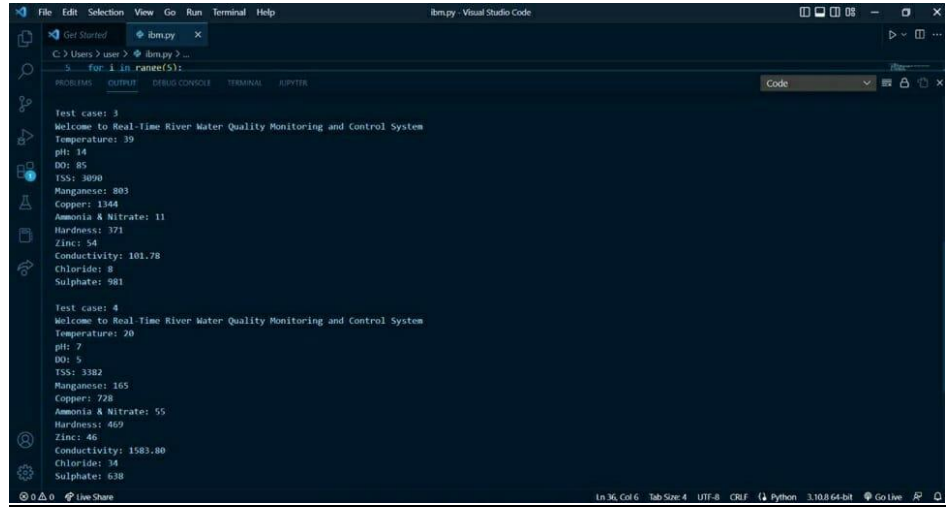 File Edit Selection View Go Run Terminal Help ibm.py - Visual Studio Code
Get Started ibm.py
C: > Users > user > ibm.py > ...
5 for i in range(5):
PROBLEMS OUTPUT DEBUG CONSOLE TERMINAL JUPYTER Code
Test case: 3
Welcome to Real-Time River Water Quality Monitoring and Control System
Temperature: 39
pH: 14
DO: 85
TSS: 3090
Manganese: 803
Copper: 1344
Ammonia & Nitrate: 11
Hardness: 371
Zinc: 54
Conductivity: 101.78
Chloride: 8
Sulphate: 981
Test case: 4
Welcome to Real-Time River Water Quality Monitoring and Control System
Temperature: 20
pH: 7
DO: 5
TSS: 3382
Manganese: 165
Copper: 728
Ammonia & Nitrate: 55
Hardness: 469
Zinc: 46
Conductivity: 1583.80
Chloride: 34
Sulphate: 638
0 0 Live Share Ln 36, Col 6 Tab Size: 4 UTF-8 CRLF Python 3.10.8 64-bit Go Live